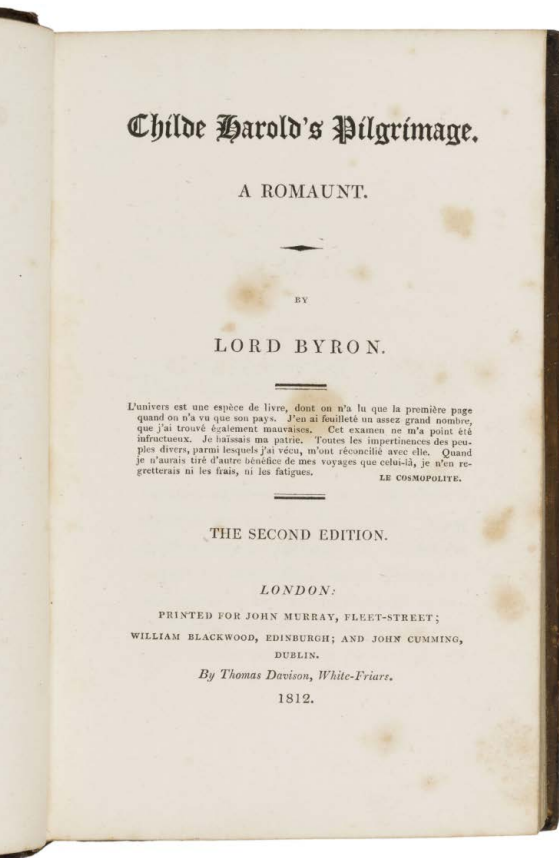 Childe Harold's Pilgrimage.
A ROMAUNT.
BY
LORD BYRON.
L'univers est une espèce de livre, dont on n'a lu que la première page
quand on n'a vu que son pays. J'en ai feuilleté un assez grand nombre,
que j'ai trouvé également mauvaises. Cet examen ne m'a point été
infructueux. Je haïssais ma patrie. Toutes les impertinences des peu-
ples divers, parmi lesquels j'ai vécu, m'ont réconcilié avec elle. Quand
je n'aurais tiré d'autre bénéfice de mes voyages que celui-là, je n'en re-
gretterais ni les frais, ni les fatigues.
LE COSMOPOLITE.
THE SECOND EDITION.
LONDON:
PRINTED FOR JOHN MURRAY, FLEET-STREET;
WILLIAM BLACKWOOD, EDINBURGH; AND JOHN CUMMING,
DUBLIN.
By Thomas Davison, White-Friars.
1812.